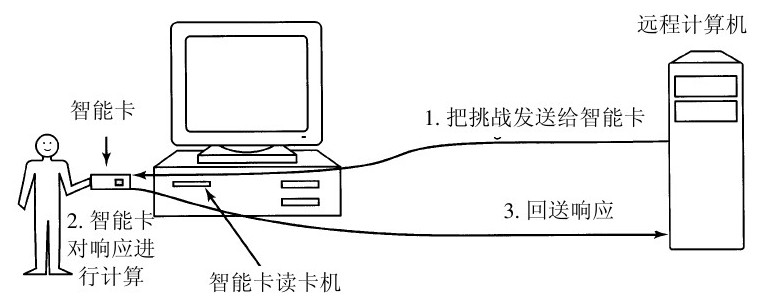 远程计算机
智能卡
1. 把挑战发送给智能卡
2. 智能卡
对响应进
行计算
3. 回送响应
智能卡读卡机